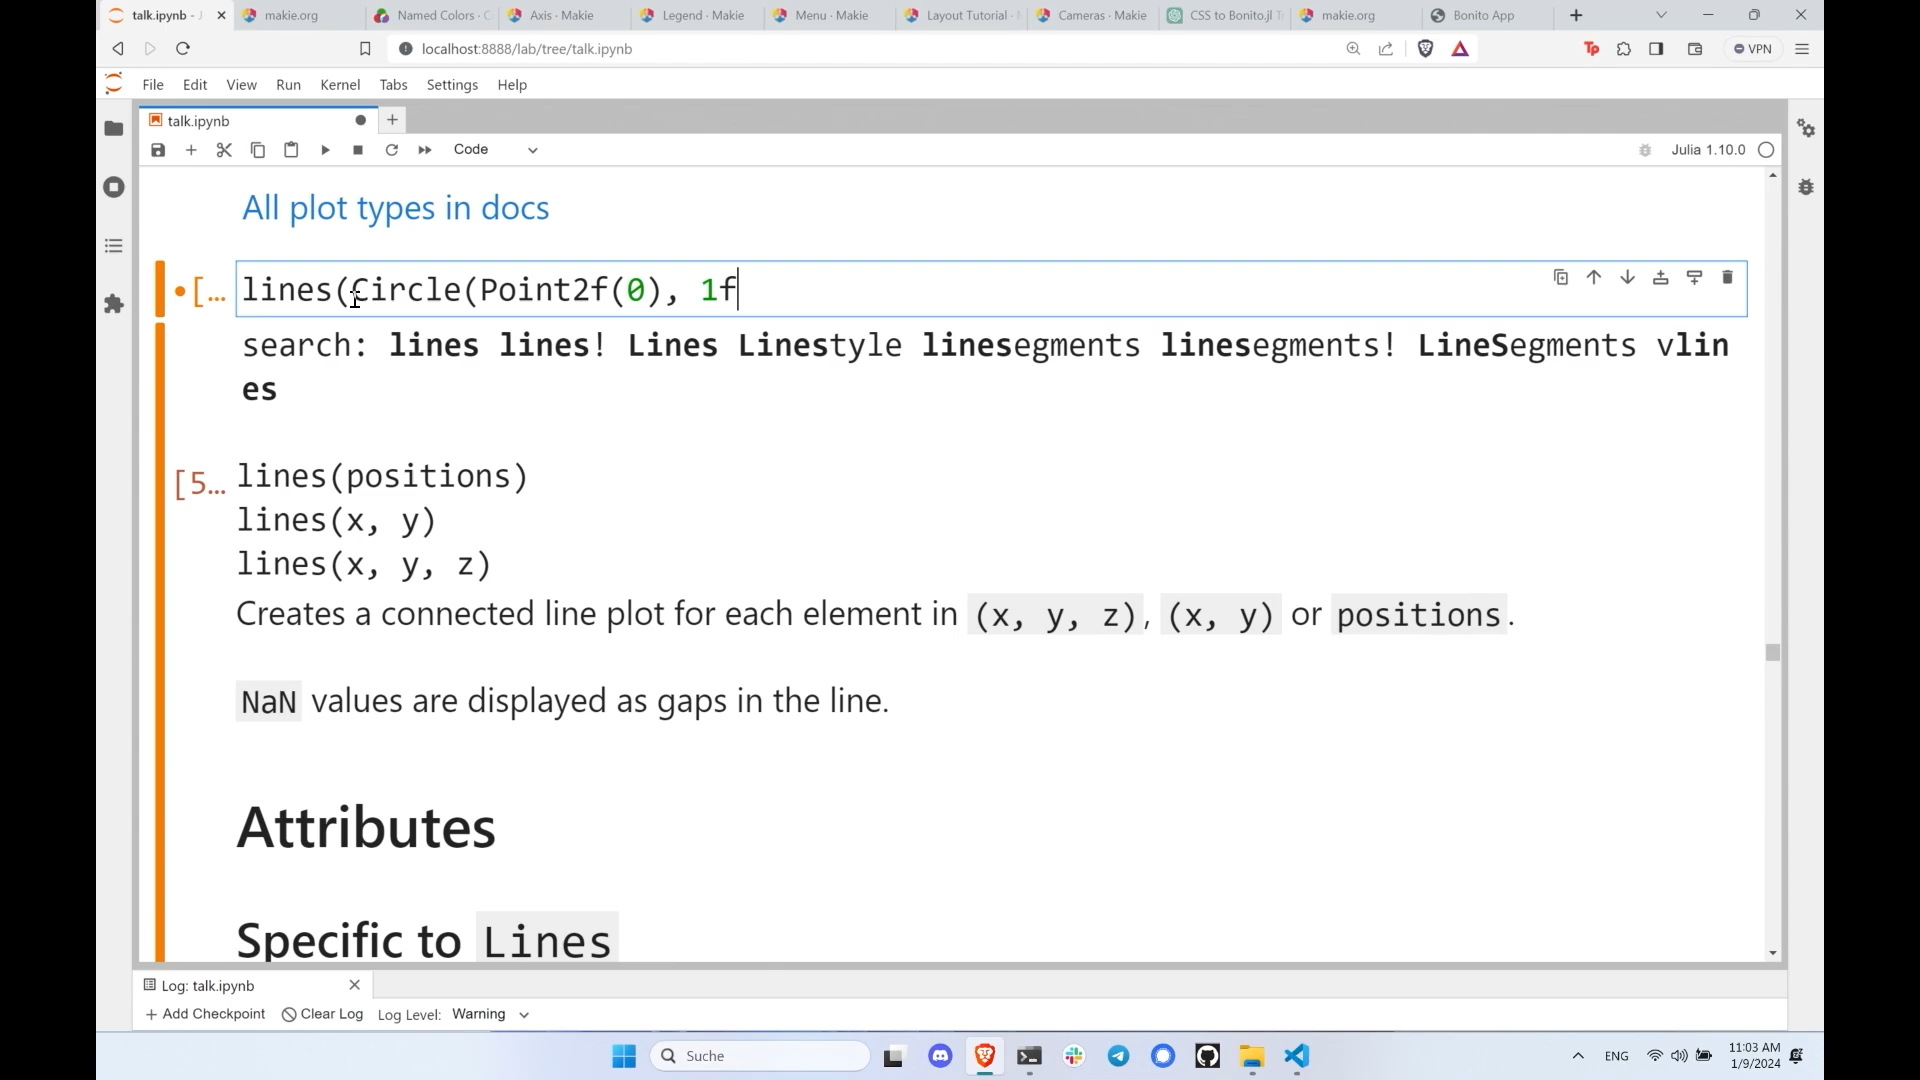 talk.ipynb - J
makie.org
Named Colors · C
Axis · Makie
Legend · Makie
Menu · Makie
Layout Tutorial ·
Cameras · Makie
CSS to Bonito.jl T
makie.org
Bonito App
localhost:8888/lab/tree/talk.ipynb
Tp
VPN
File Edit View Run Kernel Tabs Settings Help
talk.ipynb
Code
Julia 1.10.0
All plot types in docs
[…
lines(Circle(Point2f(0), 1f
search: lines lines! Lines Linestyle linesegments linesegments! LineSegments vlin
es
[5…
lines(positions)
lines(x, y)
lines(x, y, z)
Creates a connected line plot for each element in (x, y, z), (x, y) or positions.
NaN values are displayed as gaps in the line.
Attributes
Specific to Lines
Log: talk.ipynb
Add Checkpoint Clear Log Log Level: Warning
Suche
ENG
11:03 AM
1/9/2024